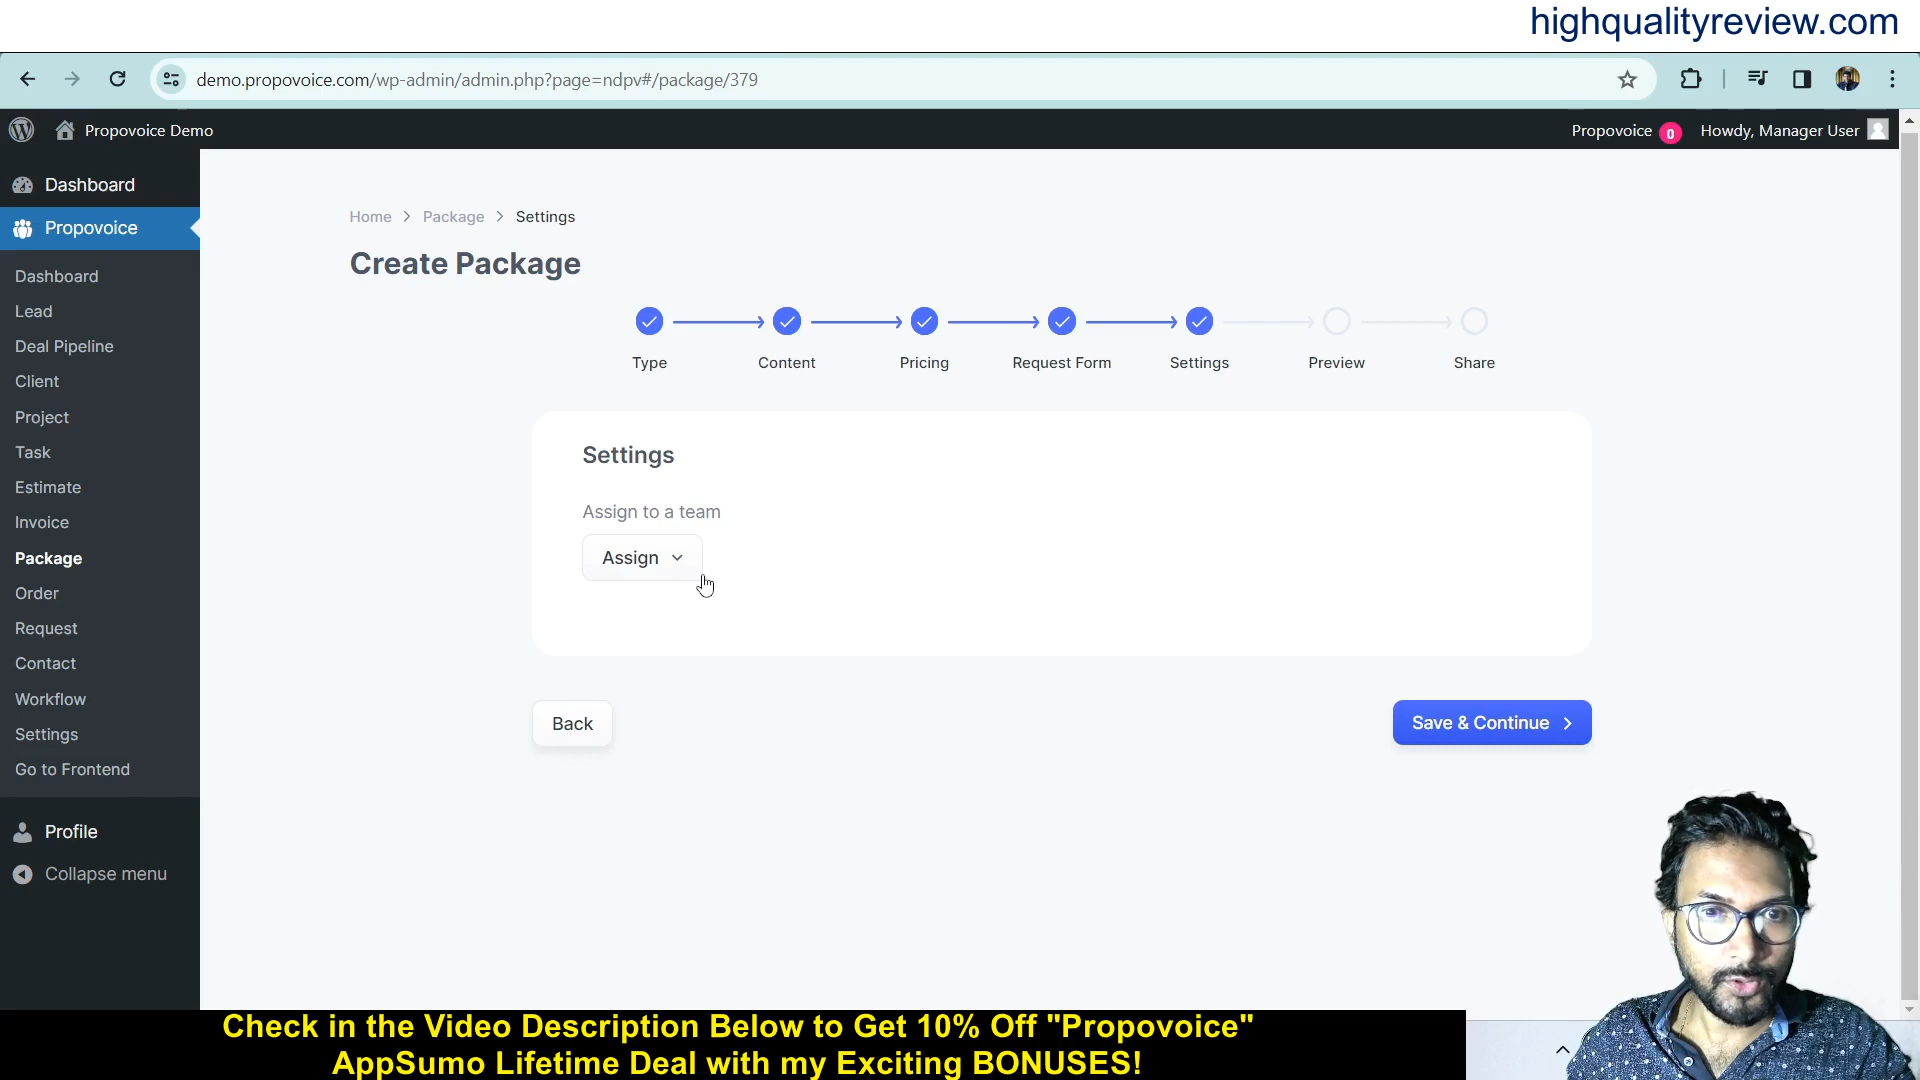 highqualityreview.com
demo.propovoice.com/wp-admin/admin.php?page=ndpv#/package/379
Propovoice Demo
Propovoice 0 Howdy, Manager User
Dashboard
Propovoice
Dashboard
Lead
Deal Pipeline
Client
Project
Task
Estimate
Invoice
Package
Order
Request
Contact
Workflow
Settings
Go to Frontend
Profile
Collapse menu
Home > Package > Settings
Create Package
Type Content Pricing Request Form Settings Preview Share
Settings
Assign to a team
Assign
Back
Save & Continue
Check in the Video Description Below to Get 10% Off "Propovoice"
AppSumo Lifetime Deal with my Exciting BONUSES!